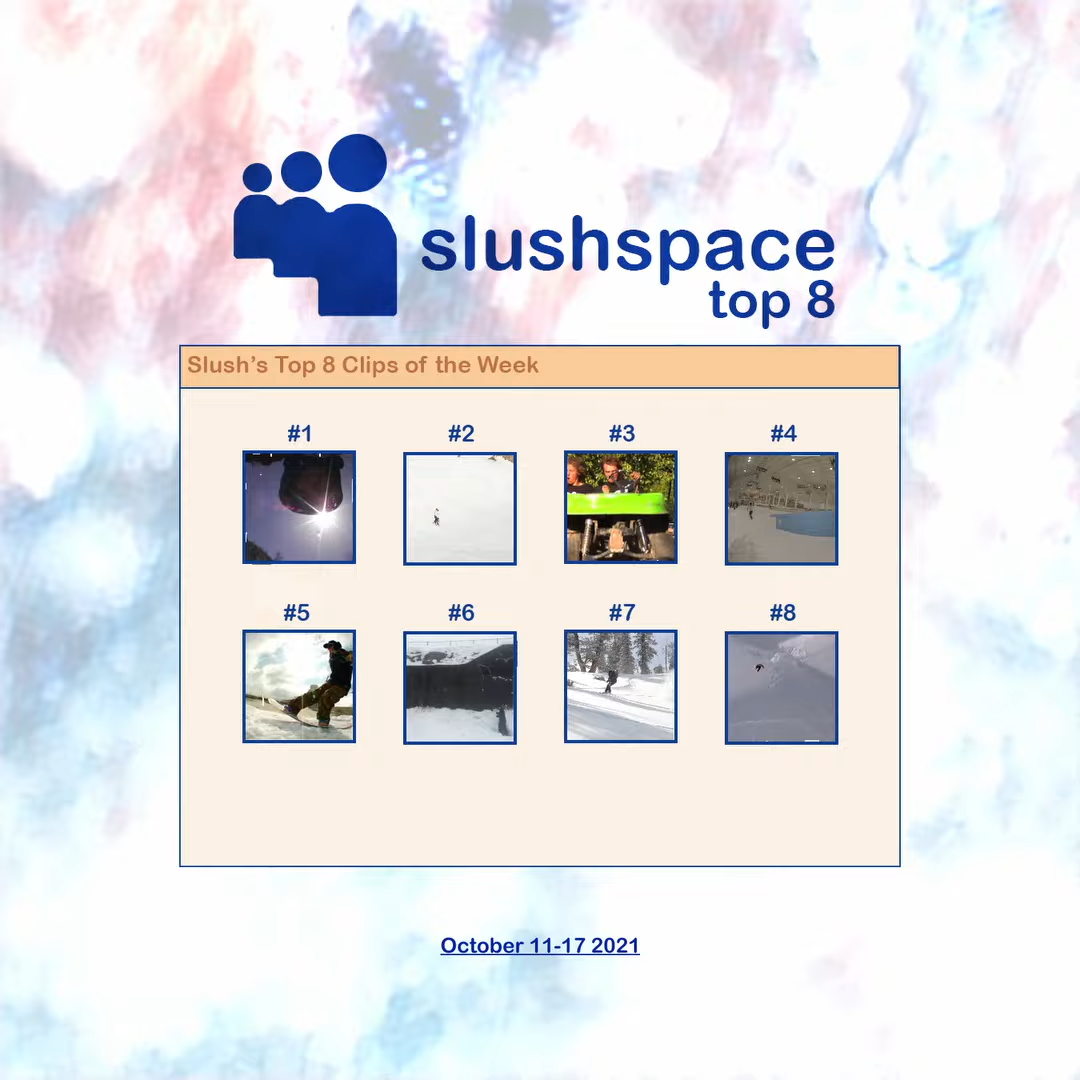 slushspace
top 8
Slush's Top 8 Clips of the Week
#1 #2 #3 #4
#5 #6 #7 #8
October 11-17 2021